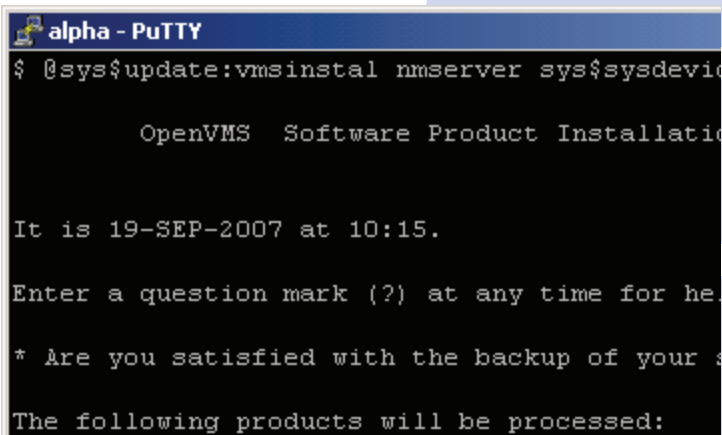 alpha - PuTTY
$ @sys$update:vmsinstal nmserver sys$sysdevic
OpenVMS Software Product Installatio
It is 19-SEP-2007 at 10:15.
Enter a question mark (?) at any time for hel
* Are you satisfied with the backup of your s
The following products will be processed: